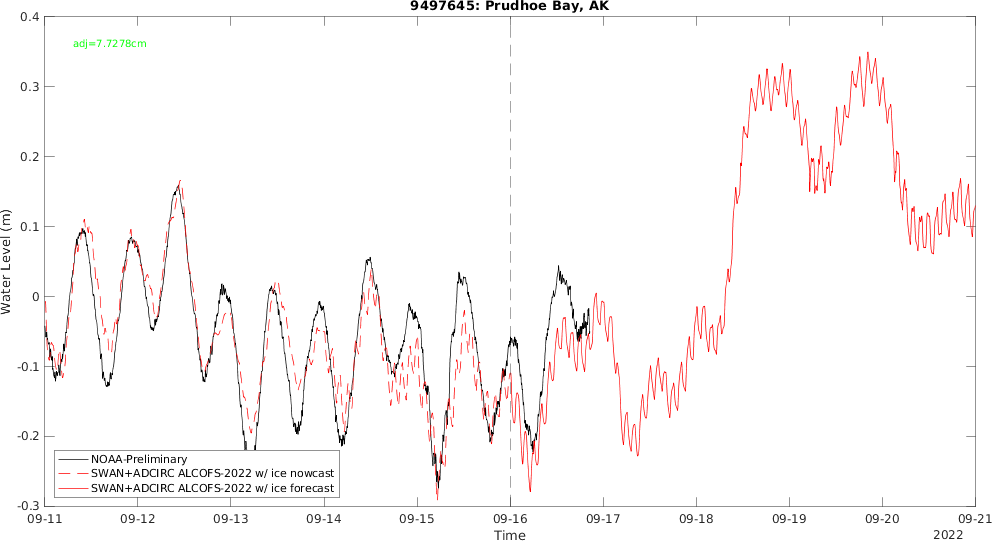 9497645: Prudhoe Bay, AK
adj=7.7278cm
0.4
0.3
0.2
0.1
0
-0.1
-0.2
-0.3
Water Level (m)
NOAA-Preliminary
SWAN+ADCIRC ALCOFS-2022 w/ ice nowcast
SWAN+ADCIRC ALCOFS-2022 w/ ice forecast
09-11 09-12 09-13 09-14 09-15 09-16 09-17 09-18 09-19 09-20 09-21
Time
2022